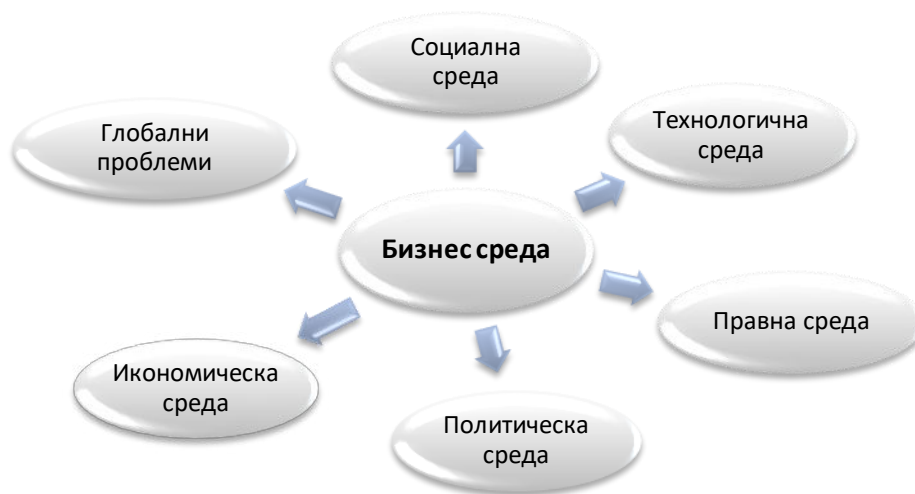 Социална
среда
Технологична
среда
Глобални
проблеми
Бизнес среда
Правна среда
Икономическа
среда
Политическа
среда